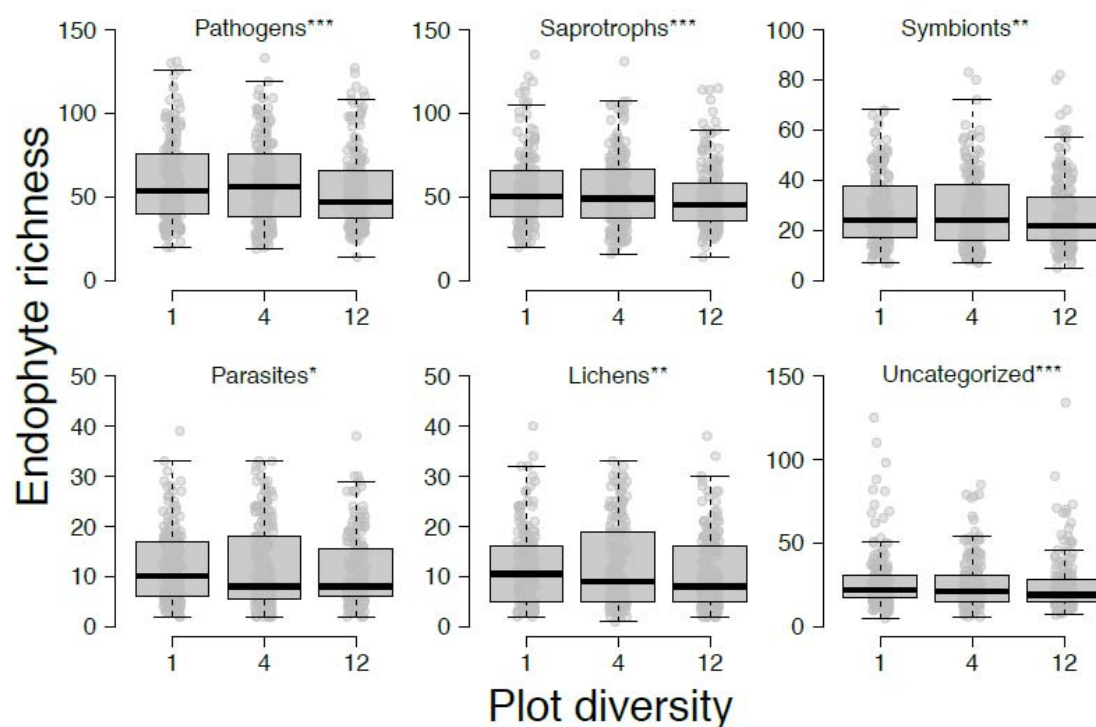 Endophyte richness
Pathogens***
150
100
50
0
1 4 12
Saprotrophs***
150
100
50
0
1 4 12
Symbionts**
100
80
60
40
20
0
1 4 12
Parasites*
50
40
30
20
10
0
1 4 12
Lichens**
50
40
30
20
10
0
1 4 12
Uncategorized***
150
100
50
0
1 4 12
Plot diversity